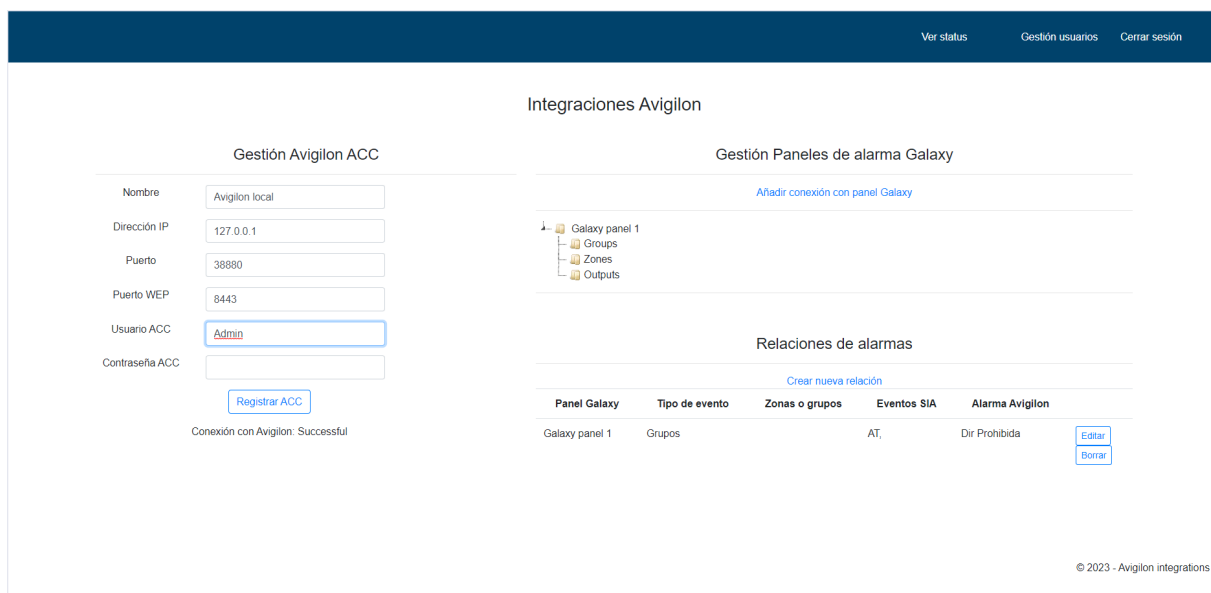 Ver status Gestión usuarios Cerrar sesión
Integraciones Avigilon
Gestión Avigilon ACC
Nombre Avigilon local
Dirección IP 127.0.0.1
Puerto 38880
Puerto WEP 8443
Usuario ACC Admin
Contraseña ACC
Registrar ACC
Conexión con Avigilon: Successful
Gestión Paneles de alarma Galaxy
Añadir conexión con panel Galaxy
Galaxy panel 1
Groups
Zones
Outputs
Relaciones de alarmas
Crear nueva relación
Panel Galaxy Tipo de evento Zonas o grupos Eventos SIA Alarma Avigilon
Galaxy panel 1 Grupos AT, Dir Prohibida Editar
Borrar
© 2023 - Avigilon integrations